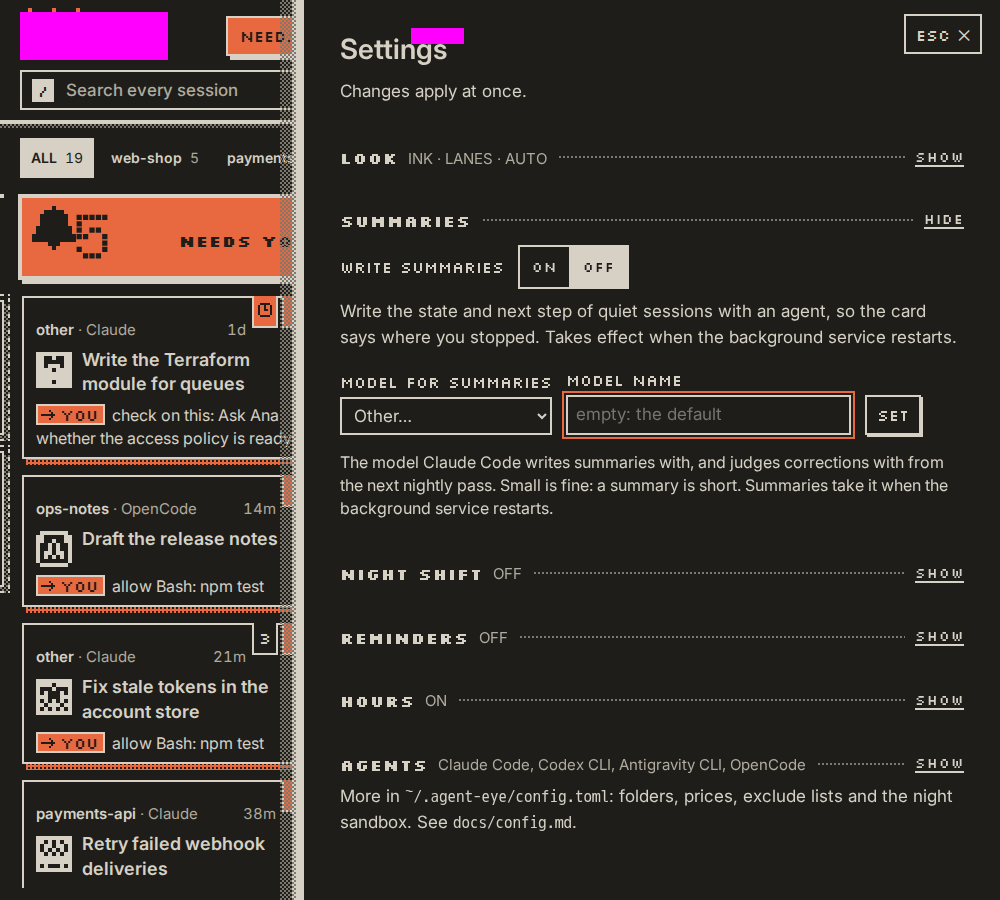 NEED
/ Search every session
ALL 19 web-shop 5 payments
5 NEEDS YO
other · Claude 1d
Write the Terraform
module for queues
→ YOU check on this: Ask Ana
whether the access policy is ready
ops-notes · OpenCode 14m
Draft the release notes
→ YOU allow Bash: npm test
3
other · Claude 21m
Fix stale tokens in the
account store
→ YOU allow Bash: npm test
payments-api · Claude 38m
Retry failed webhook
deliveries
ESC ×
Settings
Changes apply at once.
LOOK INK · LANES · AUTO SHOW
SUMMARIES HIDE
WRITE SUMMARIES ON OFF
Write the state and next step of quiet sessions with an agent, so the card
says where you stopped. Takes effect when the background service restarts.
MODEL FOR SUMMARIES MODEL NAME
Other... empty: the default SET
The model Claude Code writes summaries with, and judges corrections with from
the next nightly pass. Small is fine: a summary is short. Summaries take it when the
background service restarts.
NIGHT SHIFT OFF SHOW
REMINDERS OFF SHOW
HOURS ON SHOW
AGENTS Claude Code, Codex CLI, Antigravity CLI, OpenCode SHOW
More in ~/.agent-eye/config.toml: folders, prices, exclude lists and the night
sandbox. See docs/config.md.